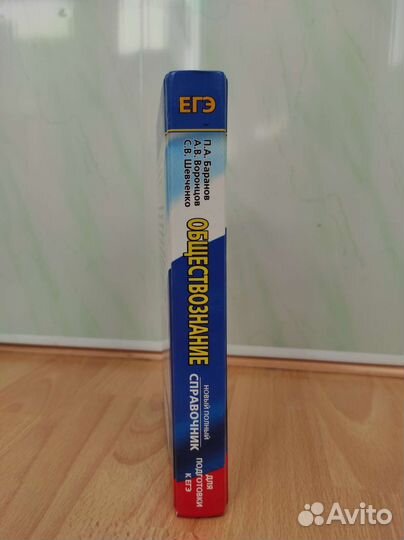 ЕГЭ
П.А. Баранов
А.В. Воронцов
С.В. Шевченко
ОБЩЕСТВОЗНАНИЕ
НОВЫЙ ПОЛНЫЙ
СПРАВОЧНИК
ДЛЯ
ПОДГОТОВКИ
К ЕГЭ
Avito